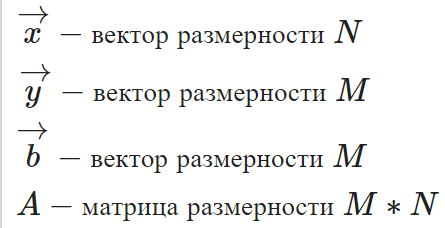 x⃗ – вектор размерности N
y⃗ – вектор размерности M
b⃗ – вектор размерности M
A – матрица размерности M ∗ N